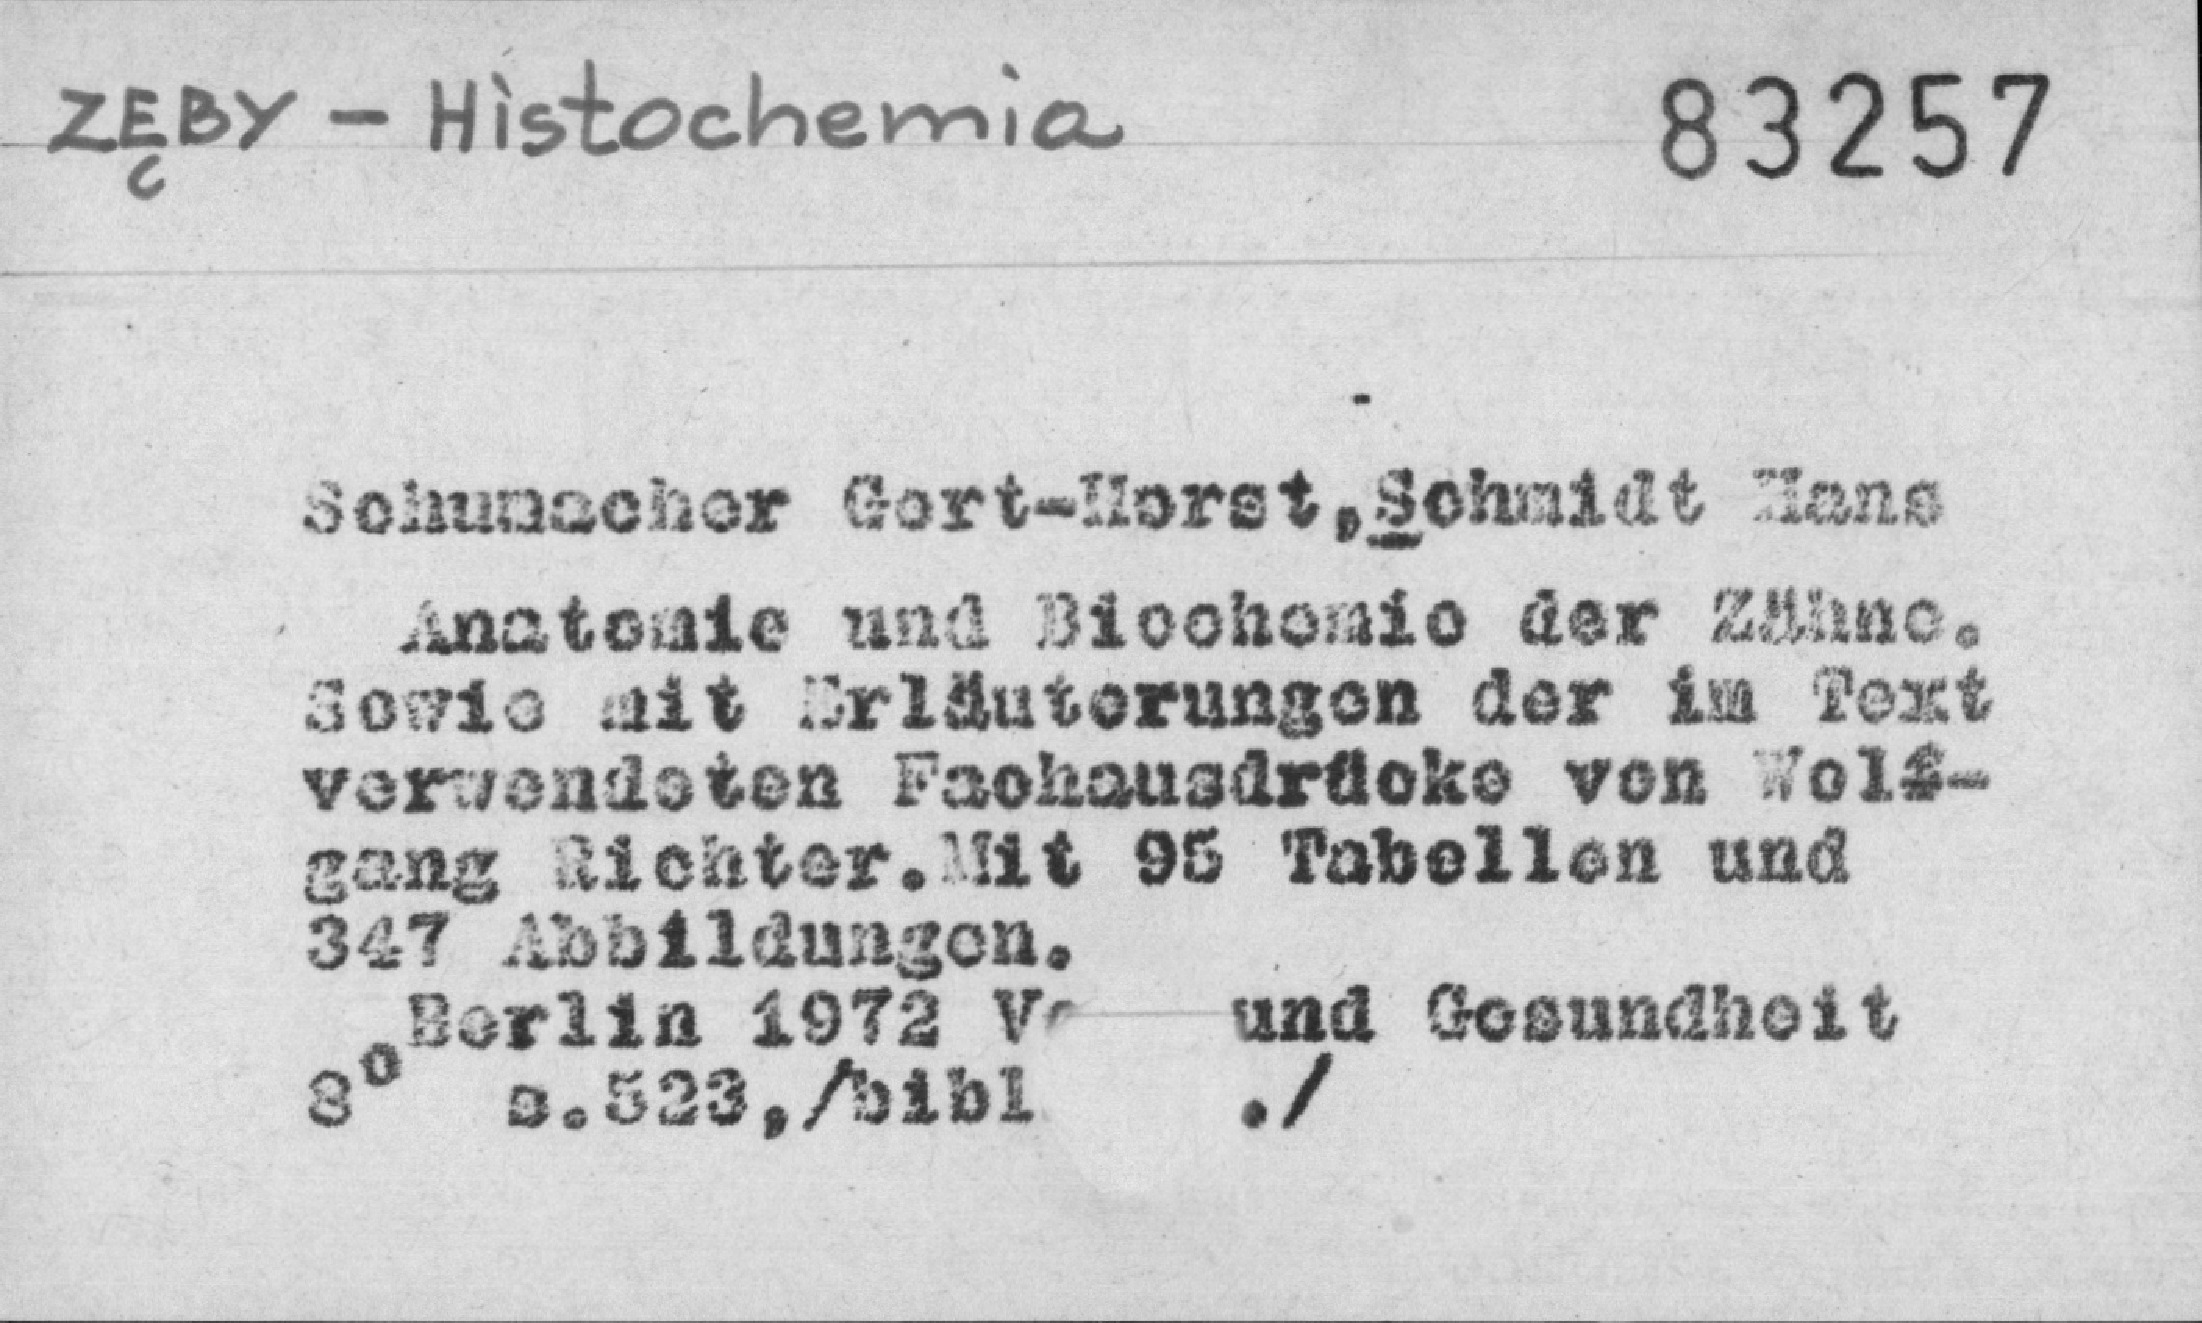 ZĘBY - Histochemia 83257
Schumacher Gert-Horst, Schmidt Hans
Anatomie und Biochemie der Zähne.
Sowie mit Erläuterungen der im Text
verwendeten Fachausdrücke von Wolf-
gang Richter. Mit 95 Tabellen und
347 Abbildungen.
Berlin 1972 und Gesundheit
8° s.523,/bibl ./